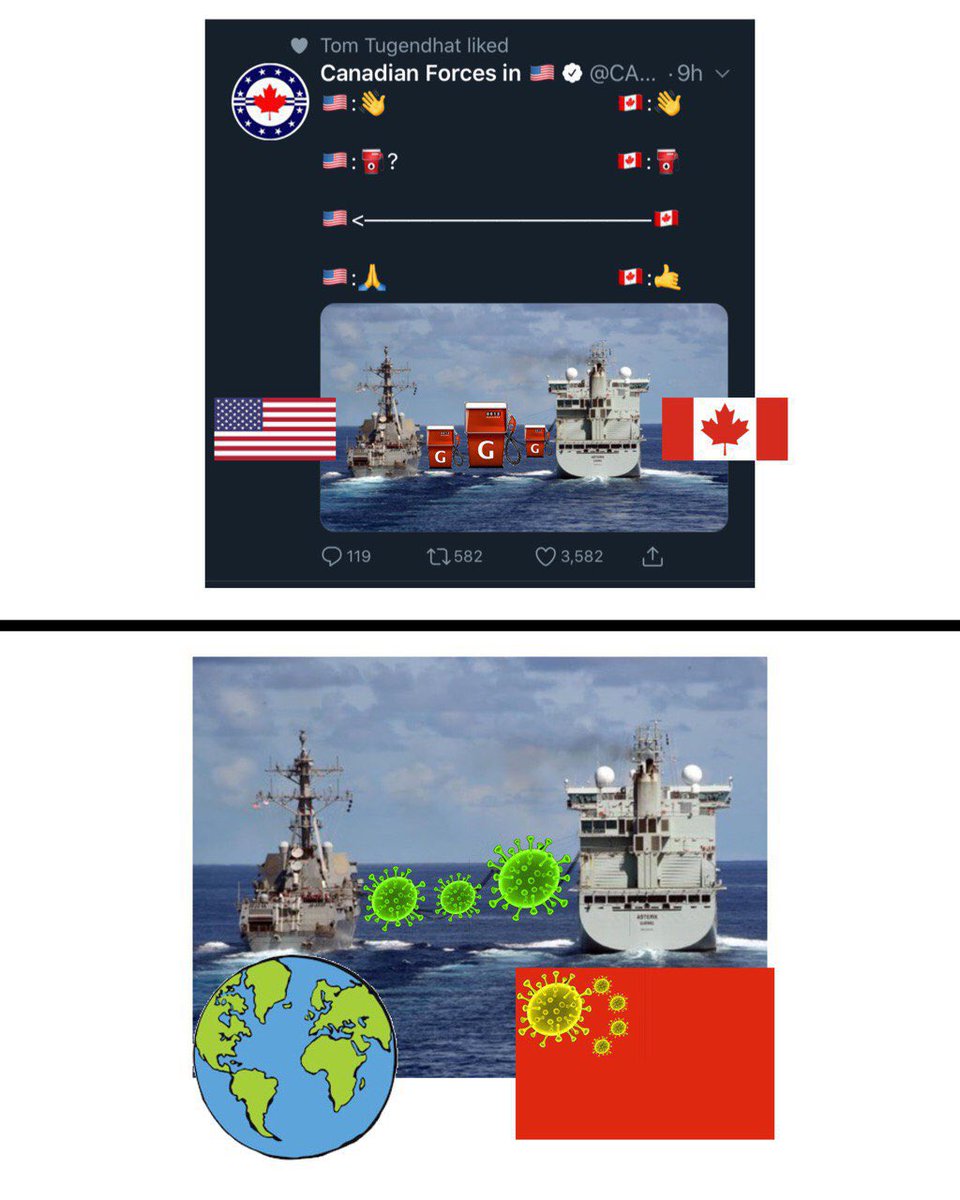 Tom Tugendhat liked
Canadian Forces in 🇺🇸 @CA... · 9h
🇺🇸:👋 🇨🇦:👋
🇺🇸:⛽? 🇨🇦:⛽
🇺🇸<————————————————🇨🇦
🇺🇸:🙏 🇨🇦:🤙
G G G
119 582 3,582
ASTERIX